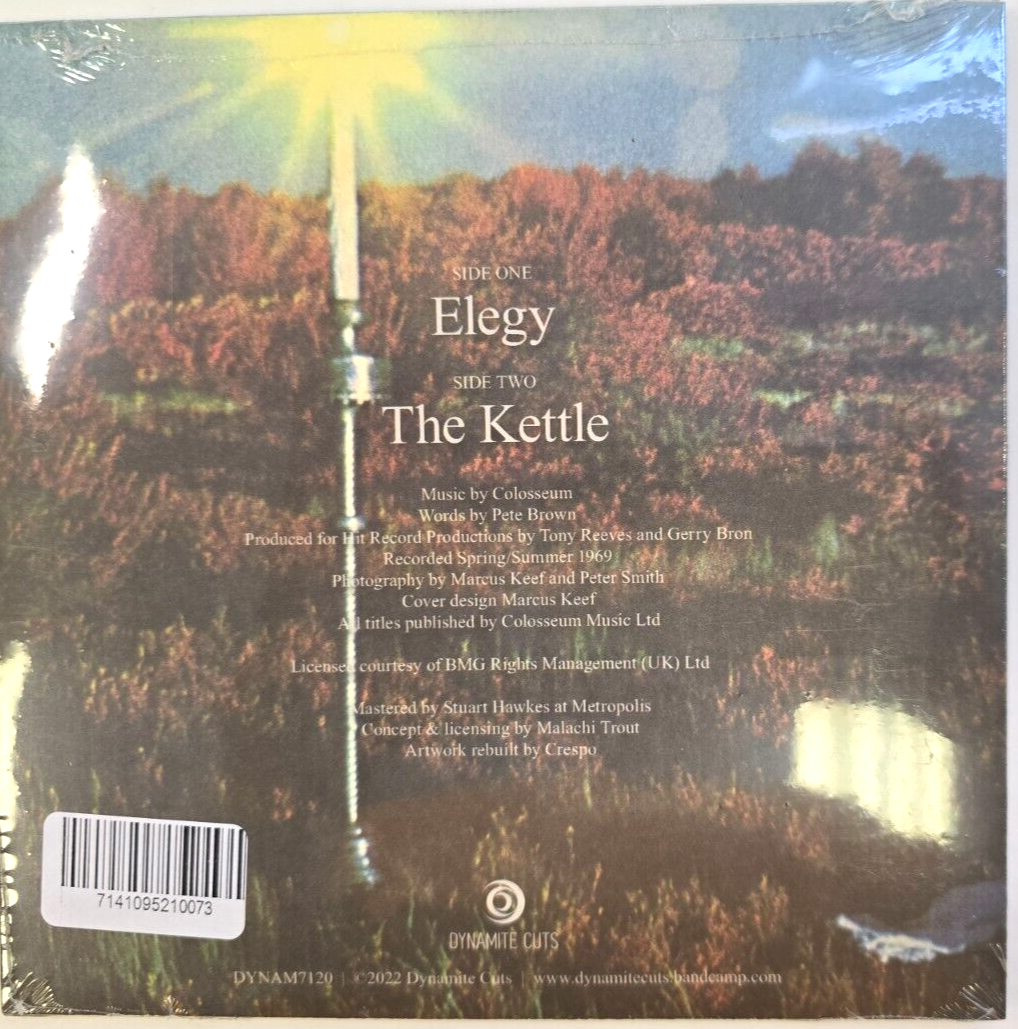 SIDE ONE
Elegy
SIDE TWO
The Kettle
Music by Colosseum
Words by Pete Brown
Produced for Hit Record Productions by Tony Reeves and Gerry Bron
Recorded Spring/Summer 1969
Photography by Marcus Keef and Peter Smith
Cover design Marcus Keef
All titles published by Colosseum Music Ltd
Licensed courtesy of BMG Rights Management (UK) Ltd
Mastered by Stuart Hawkes at Metropolis
Concept & licensing by Malachi Trout
Artwork rebuilt by Crespo
7141095210073
DYNAMITE CUTS
DYNAM7120 | ©2022 Dynamite Cuts | www.dynamitecuts.bandcamp.com